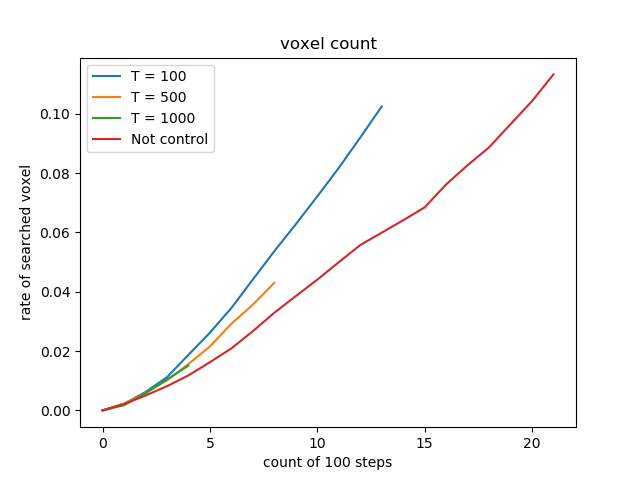 voxel count
T = 100
T = 500
T = 1000
Not control
rate of searched voxel
0.10
0.08
0.06
0.04
0.02
0.00
0 5 10 15 20
count of 100 steps